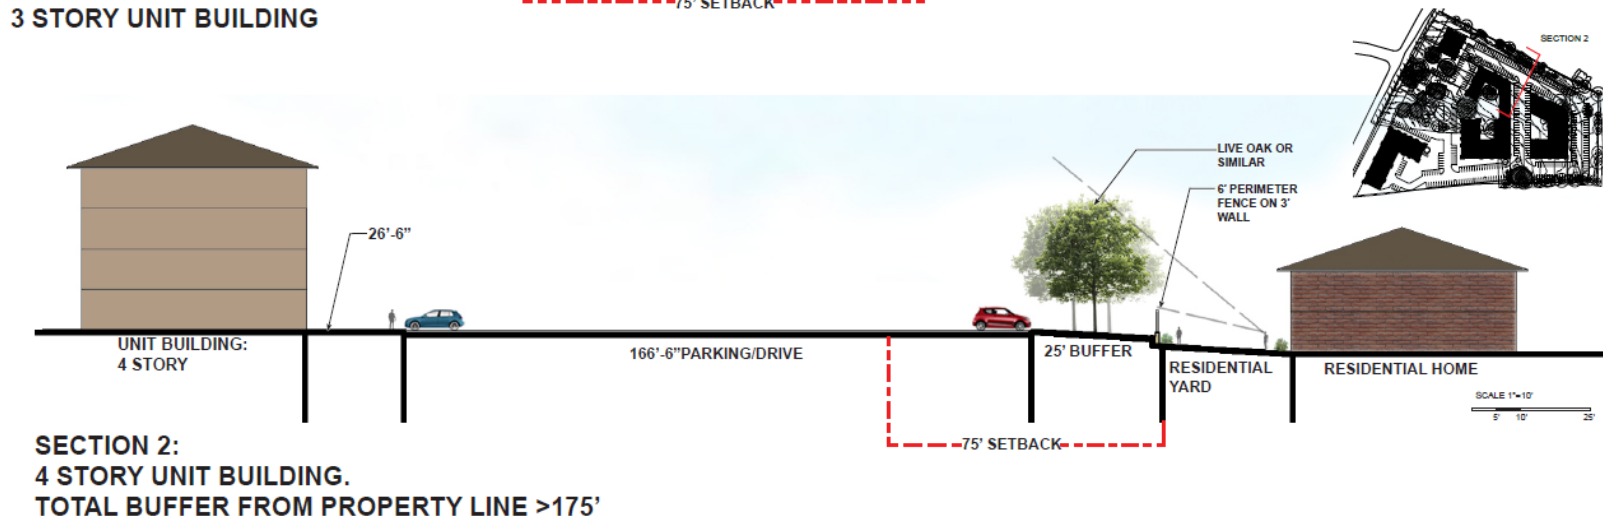 75' SETBACK
3 STORY UNIT BUILDING
SECTION 2
LIVE OAK OR
SIMILAR
6' PERIMETER
FENCE ON 3'
WALL
26'-6”
UNIT BUILDING:
4 STORY
166'-6”PARKING/DRIVE
25' BUFFER
RESIDENTIAL
YARD
RESIDENTIAL HOME
SCALE 1"=10'
5' 10' 25'
75' SETBACK
SECTION 2:
4 STORY UNIT BUILDING.
TOTAL BUFFER FROM PROPERTY LINE >175'